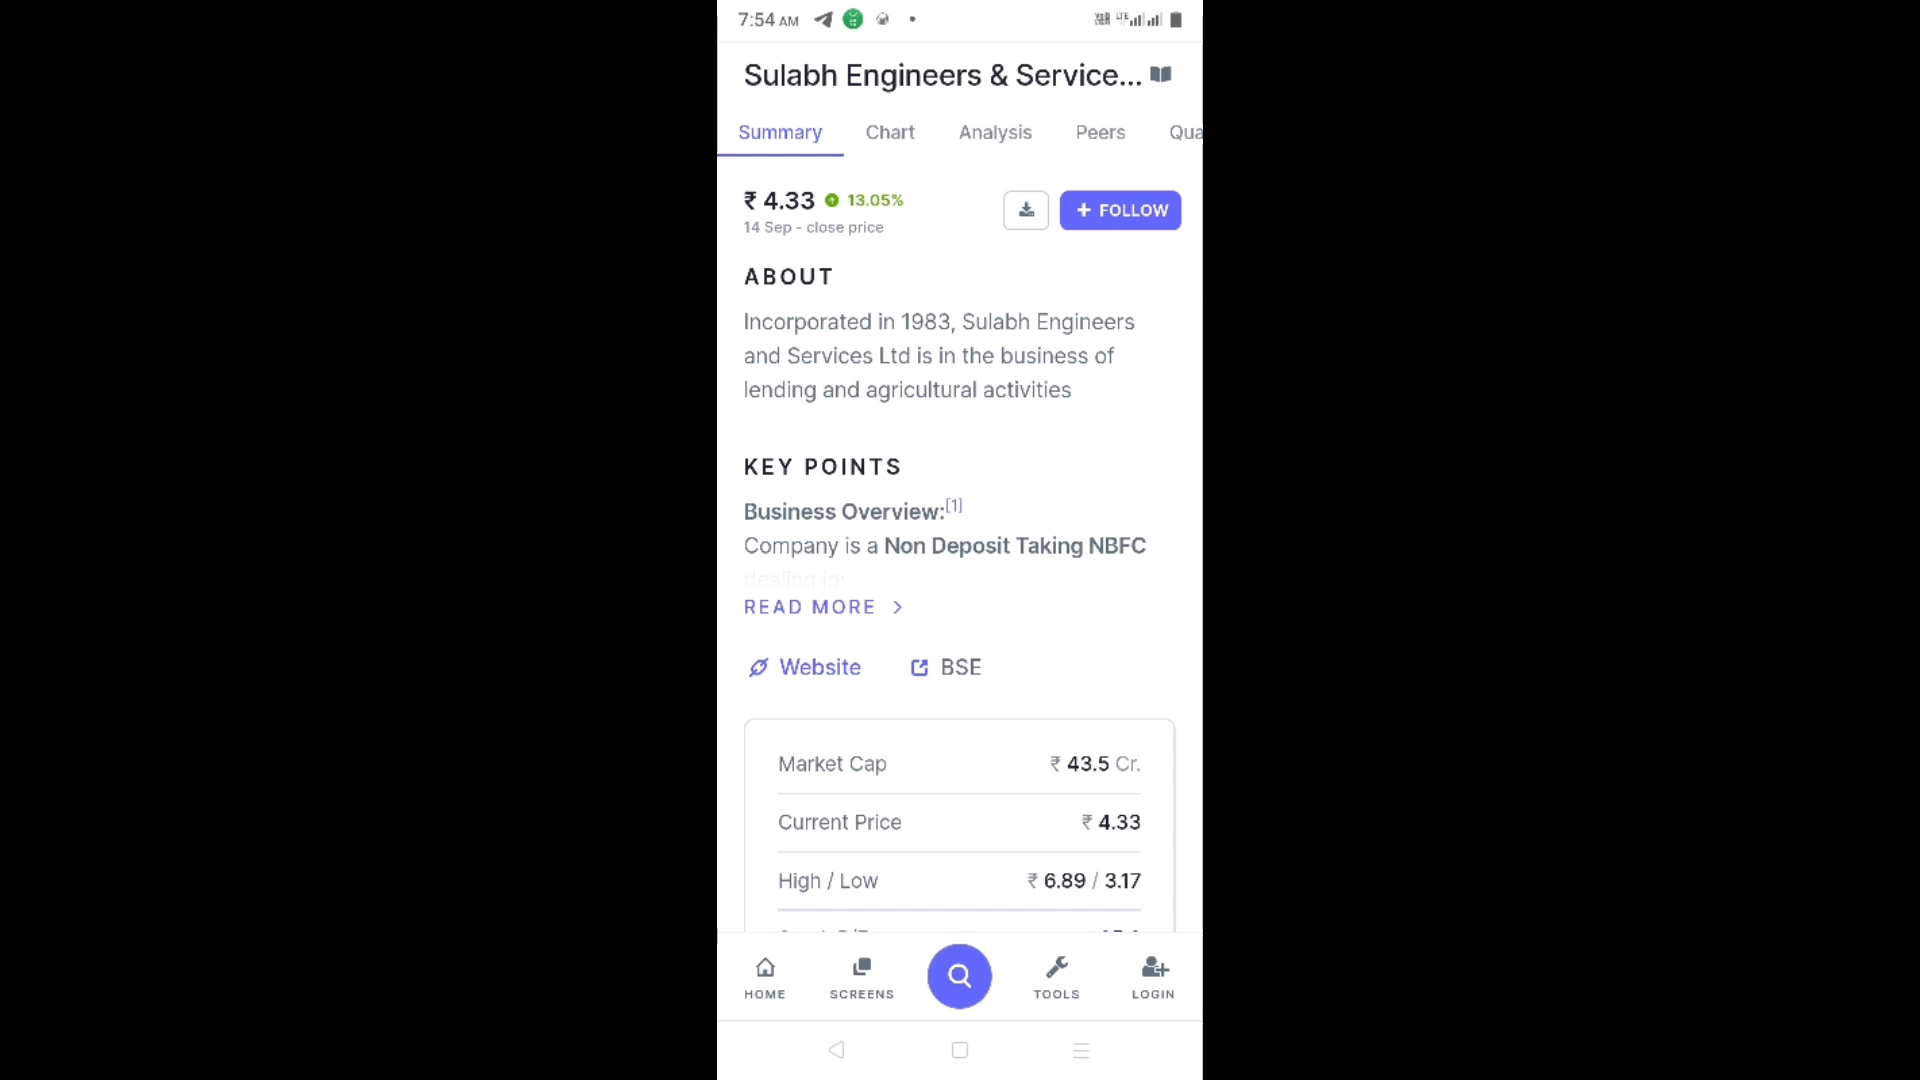 7:54 AM
Sulabh Engineers & Service...
Summary Chart Analysis Peers Qua
₹ 4.33 13.05%
14 Sep - close price
+ FOLLOW
ABOUT
Incorporated in 1983, Sulabh Engineers
and Services Ltd is in the business of
lending and agricultural activities
KEY POINTS
Business Overview:[1]
Company is a Non Deposit Taking NBFC
dealing in:
READ MORE >
Website BSE
Market Cap ₹ 43.5 Cr.
Current Price ₹ 4.33
High / Low ₹ 6.89 / 3.17
HOME SCREENS TOOLS LOGIN